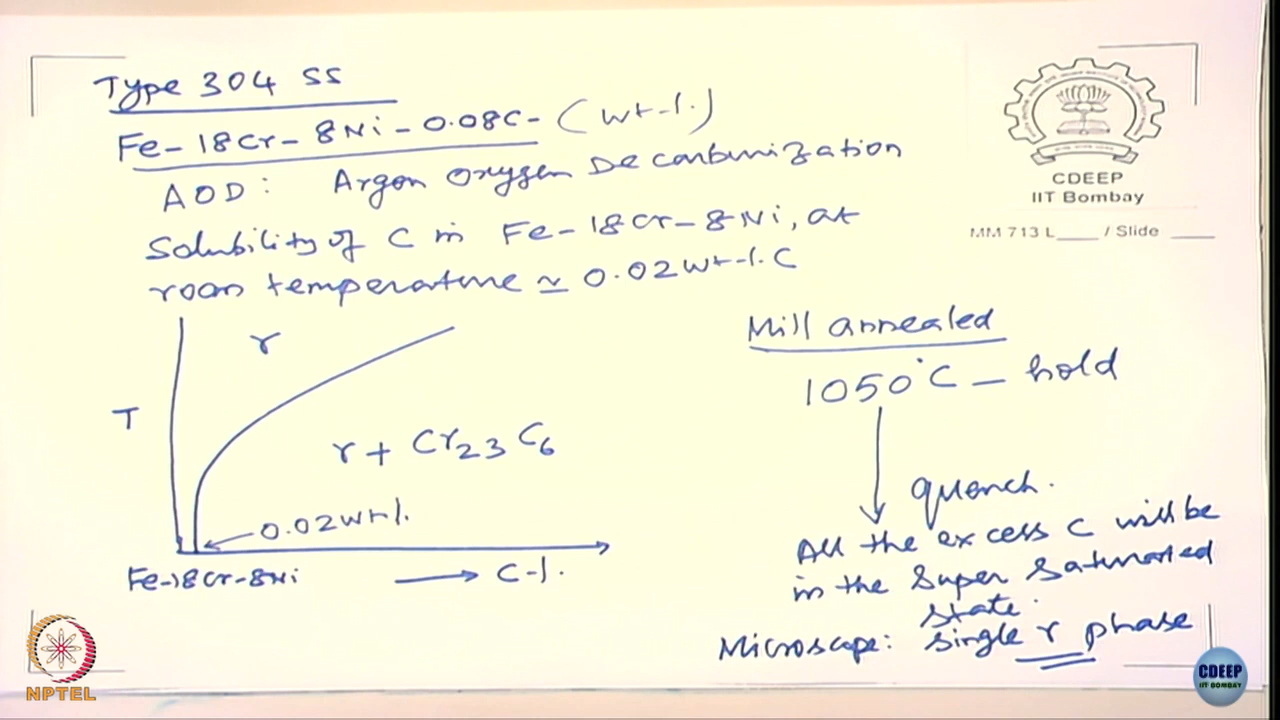 Type 304 SS
Fe-18Cr-8Ni-0.08C- (wt-%)
AOD: Argon Oxygen Decarburization
Solubility of C in Fe-18Cr-8Ni, at
room temperature ≃ 0.02wt-%.C
γ
T
γ + Cr23C6
0.02wt%.
Fe-18Cr-8Ni
→ C-%.
Mill annealed
1050°C - hold
quench.
All the excess C will be
in the super saturated
state.
Microscope: single γ phase
CDEEP
IIT Bombay
MM 713 L____ / Slide ____
NPTEL
CDEEP
IIT BOMBAY